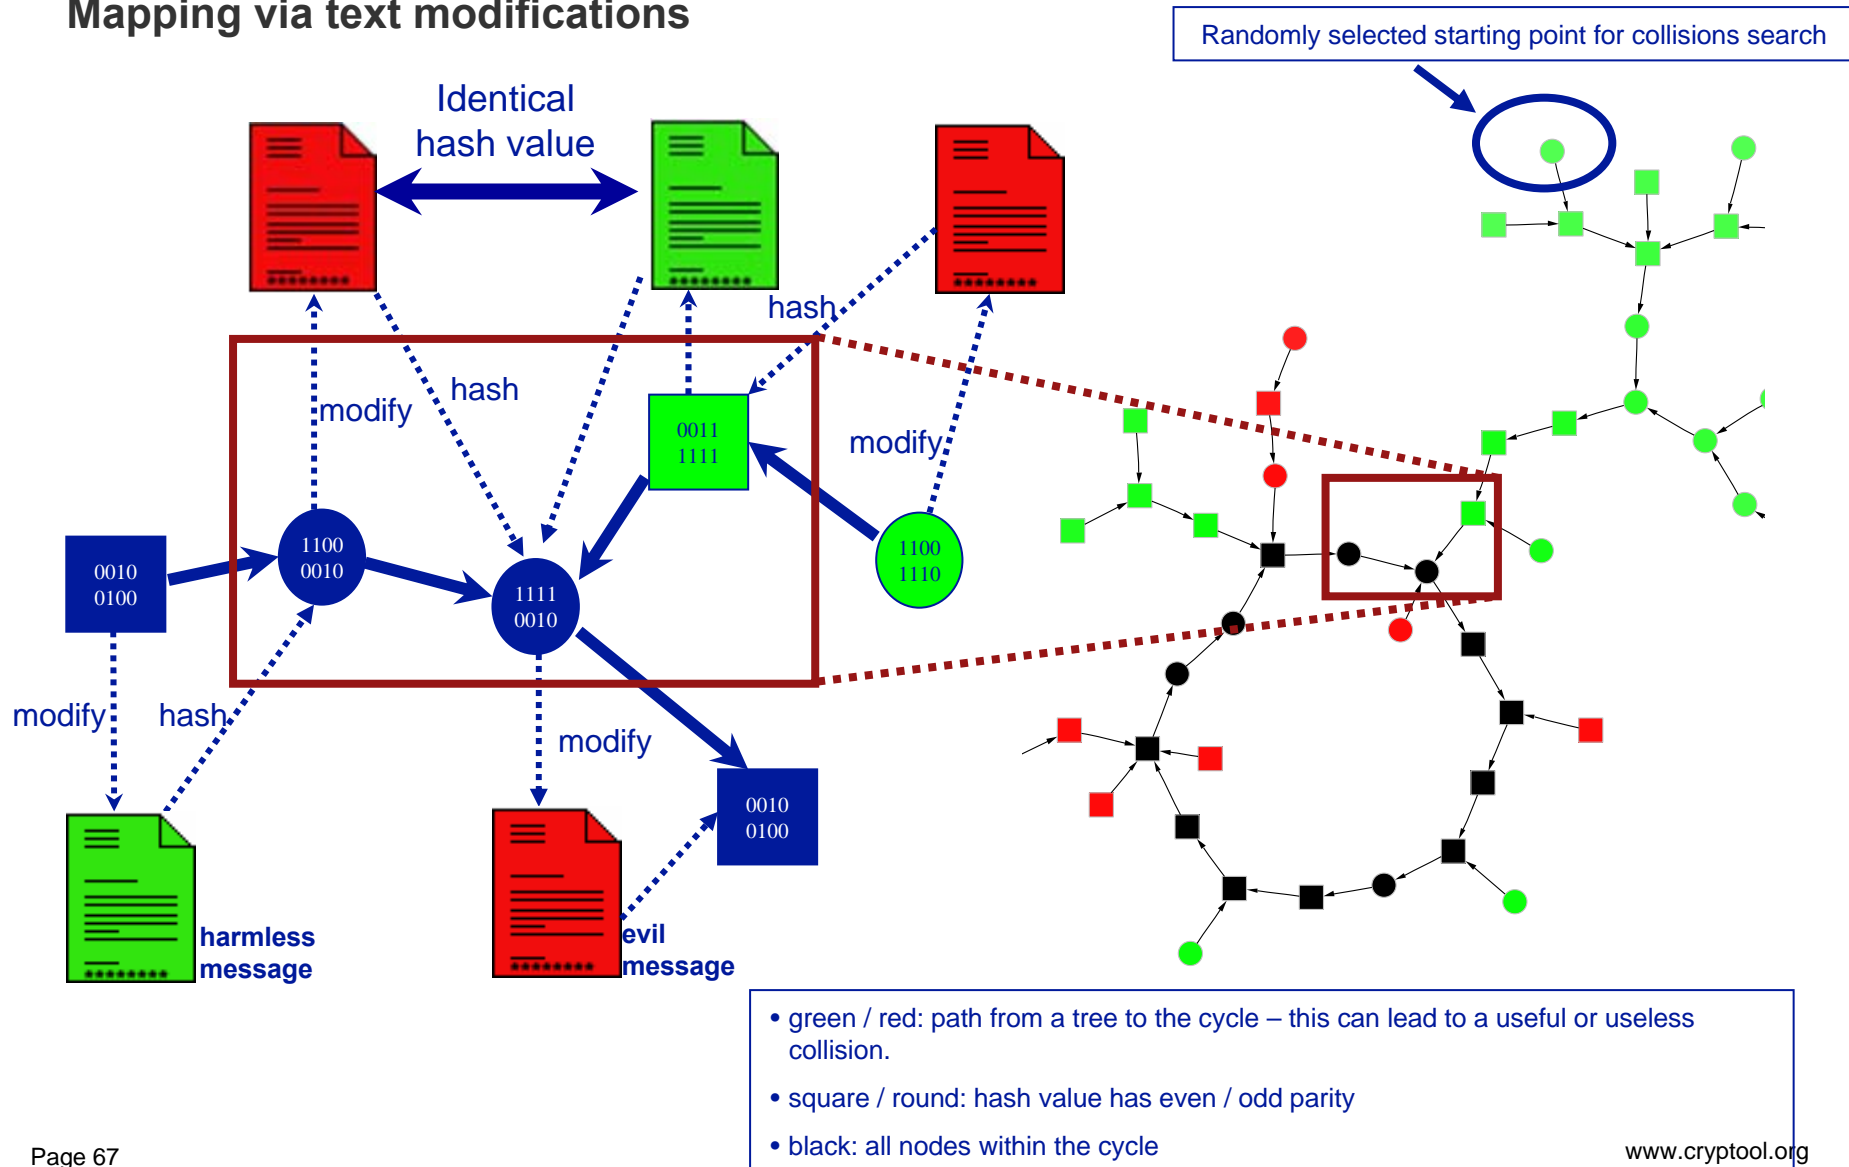 Mapping via text modifications
Randomly selected starting point for collisions search
Identical
hash value
hash
hash
modify
modify
0011
1111
1100
0010
1111
0010
1100
1110
0010
0100
modify
hash
modify
0010
0100
harmless
message
evil
message
• green / red: path from a tree to the cycle – this can lead to a useful or useless
collision.
• square / round: hash value has even / odd parity
• black: all nodes within the cycle
Page 67
www.cryptool.org